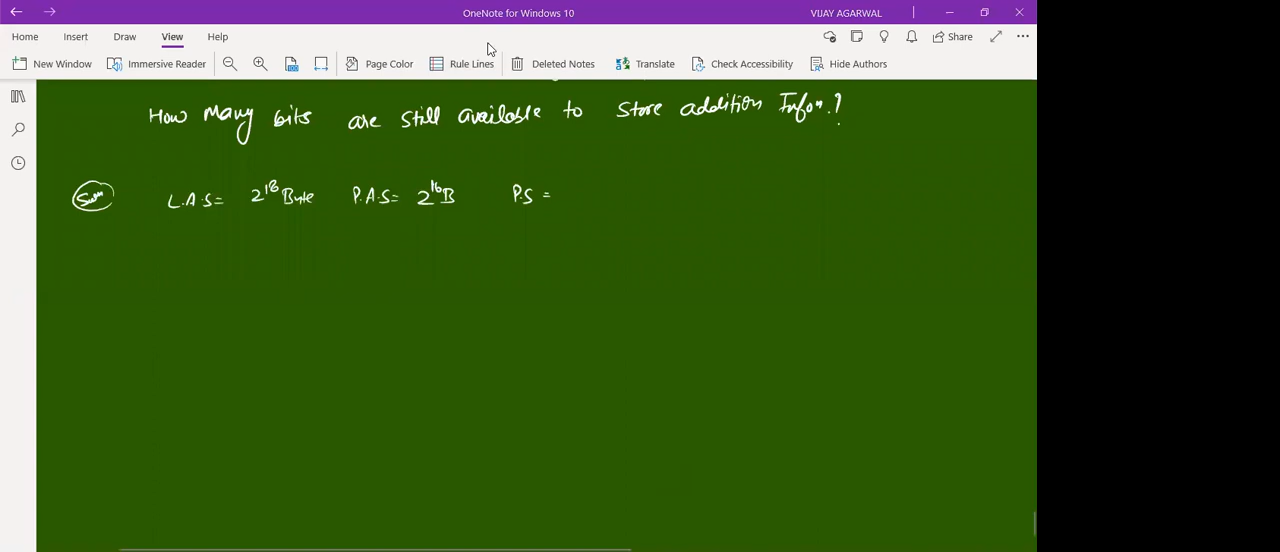 OneNote for Windows 10
VIJAY AGARWAL
Home Insert Draw View Help Share
New Window Immersive Reader Page Color Rule Lines Deleted Notes Translate Check Accessibility Hide Authors
How Many bits are still available to store addition Infor.?
L.A.S= 2^18 Byte P.A.S= 2^16 B P.S =